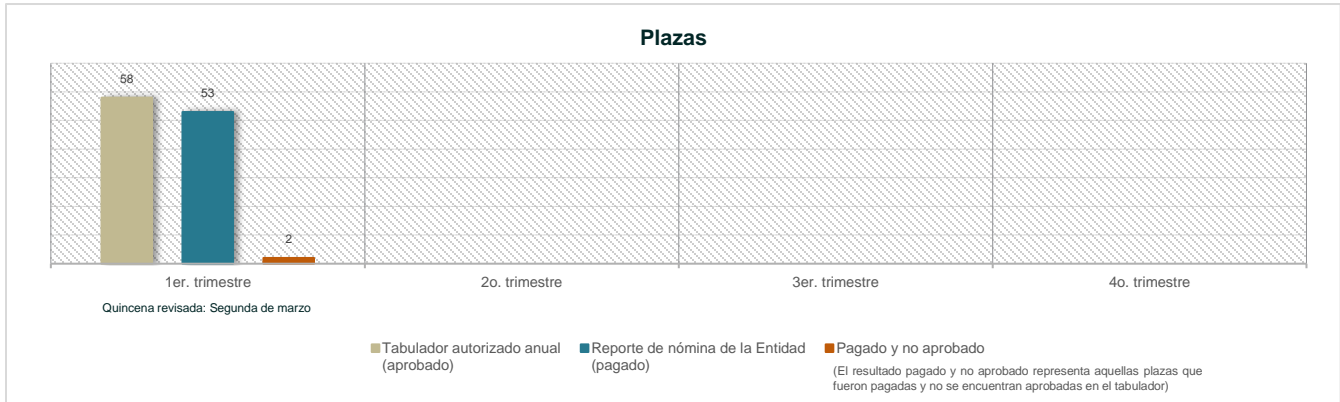 Plazas
58
53
2
1er. trimestre
2o. trimestre
3er. trimestre
4o. trimestre
Quincena revisada: Segunda de marzo
Tabulador autorizado anual
(aprobado)
Reporte de nómina de la Entidad
(pagado)
Pagado y no aprobado
(El resultado pagado y no aprobado representa aquellas plazas que
fueron pagadas y no se encuentran aprobadas en el tabulador)